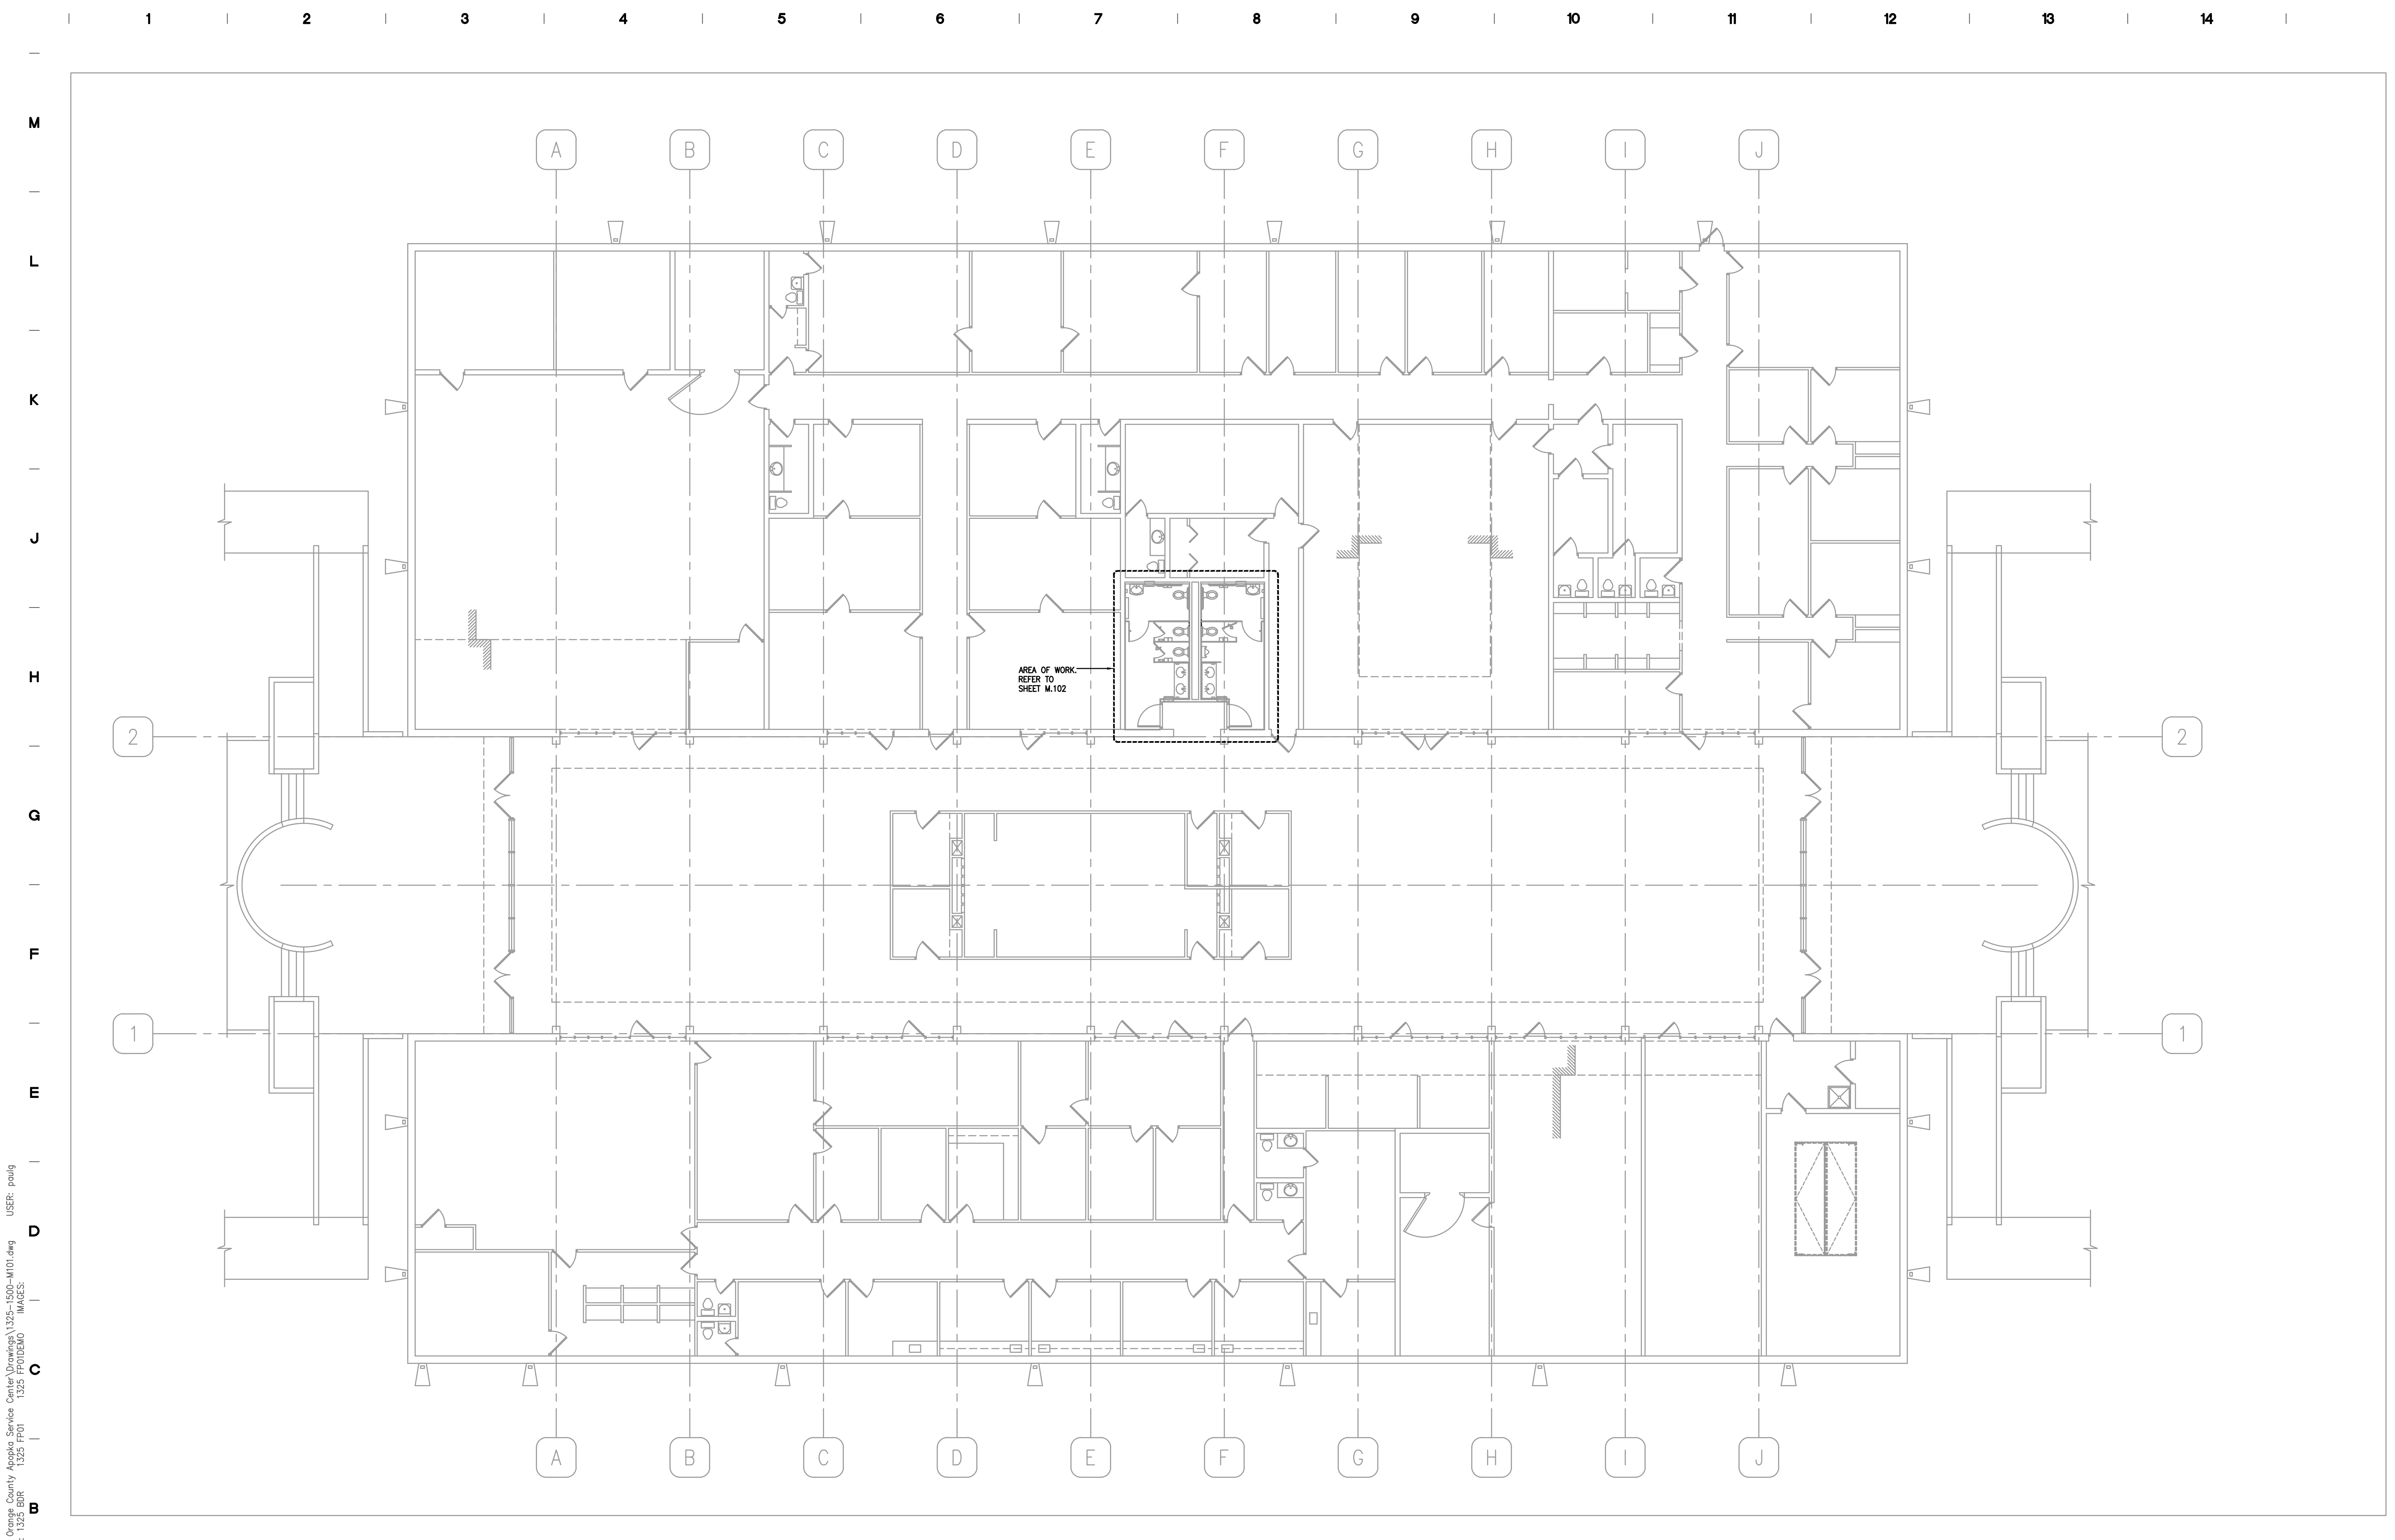 1 2 3 4 5 6 7 8 9 10 11 12 13 14
M
A B C D E F G H I J
L
K
J
AREA OF WORK.
REFER TO
SHEET M.102
H
2 2
G
F
1 1
E
D
C
A B C D E F G H I J
B
Orange County Apopka Service Center\Drawings\1325-1500-M101.dwg USER: paulg
: 1325 BDR 1325 FP01 1325 FP01DEMO IMAGES: